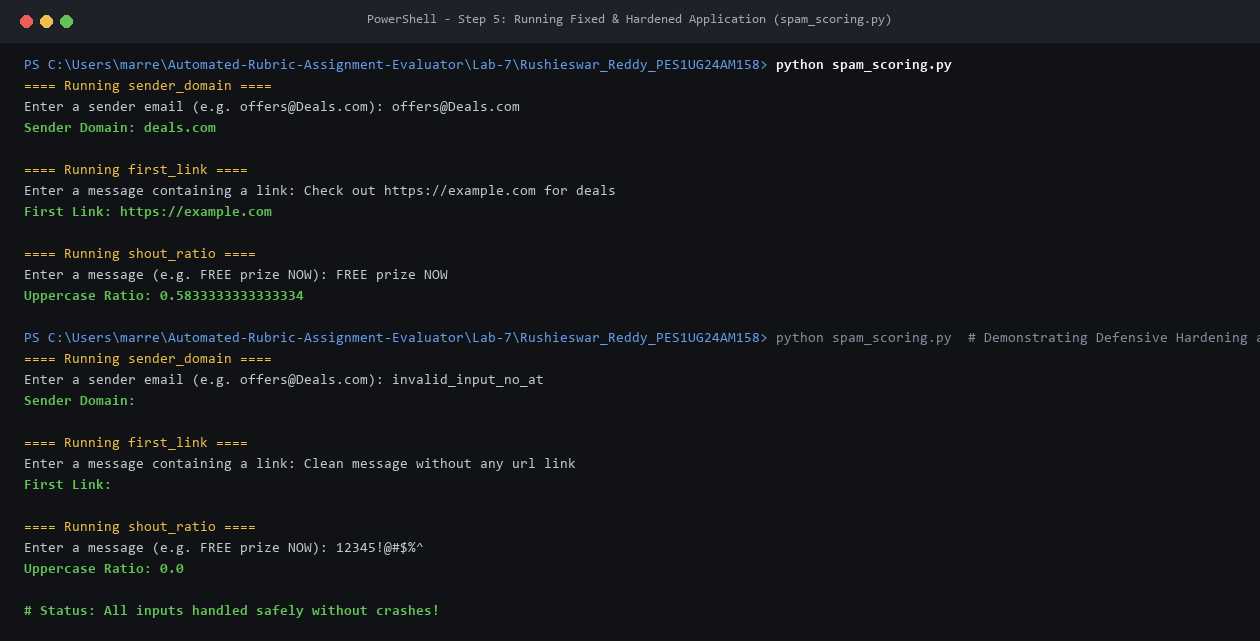 PowerShell - Step 5: Running Fixed & Hardened Application (spam_scoring.py)
PS C:\Users\marre\Automated-Rubric-Assignment-Evaluator\Lab-7\Rushieswar_Reddy_PES1UG24AM158> python spam_scoring.py
==== Running sender_domain ====
Enter a sender email (e.g. offers@Deals.com): offers@Deals.com
Sender Domain: deals.com
==== Running first_link ====
Enter a message containing a link: Check out https://example.com for deals
First Link: https://example.com
==== Running shout_ratio ====
Enter a message (e.g. FREE prize NOW): FREE prize NOW
Uppercase Ratio: 0.5833333333333334
PS C:\Users\marre\Automated-Rubric-Assignment-Evaluator\Lab-7\Rushieswar_Reddy_PES1UG24AM158> python spam_scoring.py  # Demonstrating Defensive Hardening
==== Running sender_domain ====
Enter a sender email (e.g. offers@Deals.com): invalid_input_no_at
Sender Domain:
==== Running first_link ====
Enter a message containing a link: Clean message without any url link
First Link:
==== Running shout_ratio ====
Enter a message (e.g. FREE prize NOW): 12345!@#$%^
Uppercase Ratio: 0.0
# Status: All inputs handled safely without crashes!